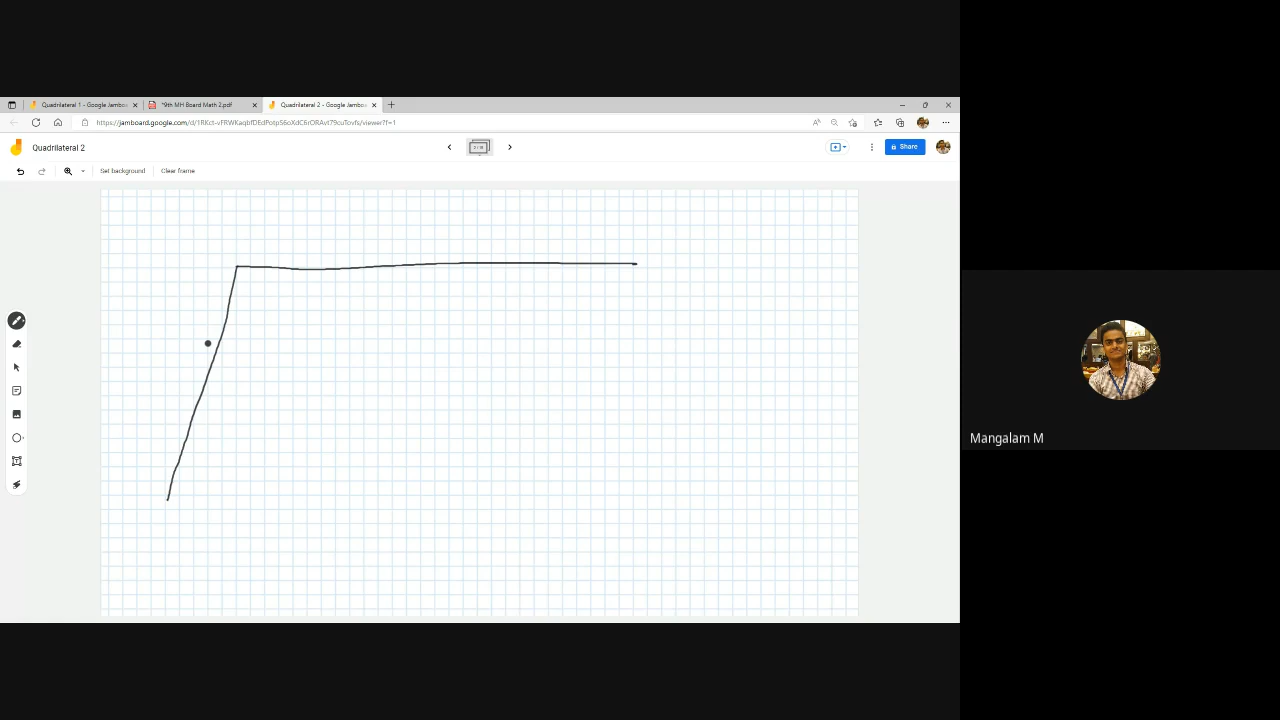 Quadrilateral 1 - Google Jambo
*9th MH Board Math 2.pdf
Quadrilateral 2 - Google Jambo
Quadrilateral 2
Share
Set background
Clear frame
Mangalam M